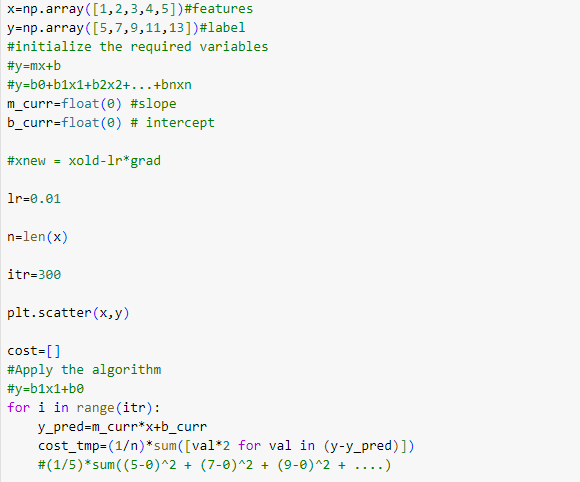 x=np.array([1,2,3,4,5])#features
y=np.array([5,7,9,11,13])#label
#initialize the required variables
#y=mx+b
#y=b0+b1x1+b2x2+...+bnxn
m_curr=float(0) #slope
b_curr=float(0) # intercept
#xnew = xold-lr*grad
lr=0.01
n=len(x)
itr=300
plt.scatter(x,y)
cost=[]
#Apply the algorithm
#y=b1x1+b0
for i in range(itr):
    y_pred=m_curr*x+b_curr
    cost_tmp=(1/n)*sum([val*2 for val in (y-y_pred)])
    #(1/5)*sum((5-0)^2 + (7-0)^2 + (9-0)^2 + ....)